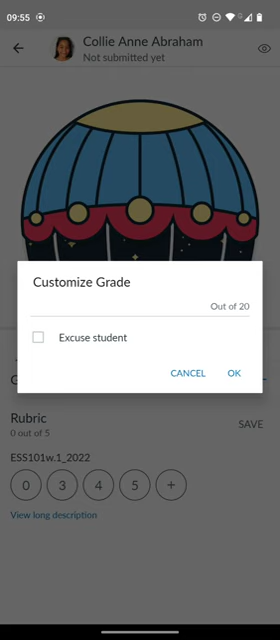 09:55
Collie Anne Abraham
Not submitted yet
Customize Grade
Out of 20
Excuse student
CANCEL OK
G
Rubric
SAVE
0 out of 5
ESS101w.1_2022
0 3 4 5 +
View long description